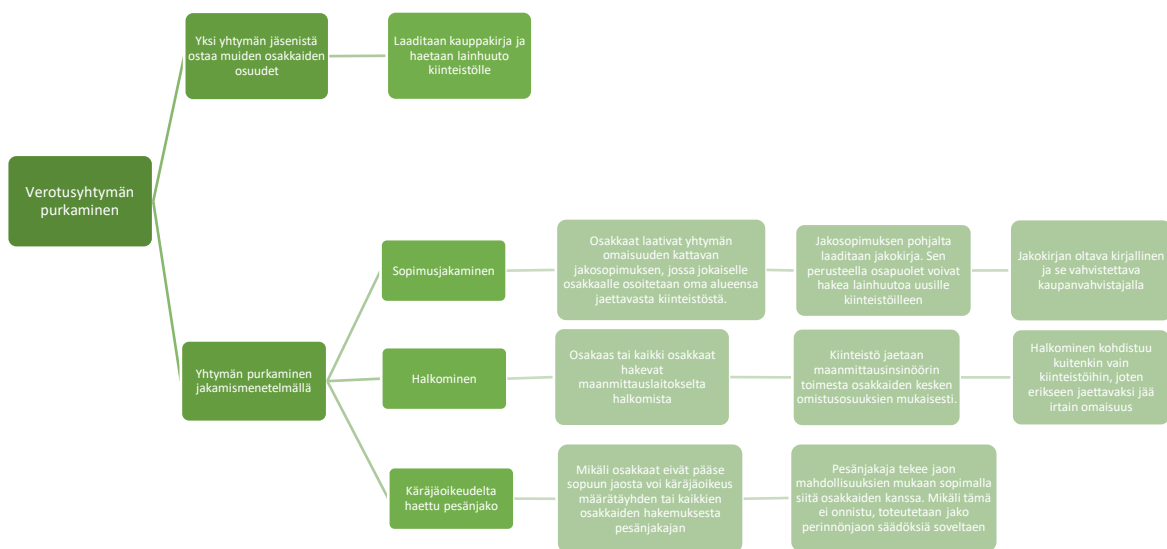 Verotusyhtymän
purkaminen
Yksi yhtymän jäsenistä
ostaa muiden osakkaiden
osuudet
Laaditaan kauppakirja ja
haetaan lainhuuto
kiinteistölle
Yhtymän purkaminen
jakamismenetelmällä
Sopimusjakaminen
Osakkaat laativat yhtymän
omaisuuden kattavan
jakosopimuksen, jossa jokaiselle
osakkaalle osoitetaan oma alueensa
jaettavasta kiinteistöstä.
Jakosopimuksen pohjalta
laaditaan jakokirja. Sen
perusteella osapuolet voivat
hakea lainhuutoa uusille
kiinteistöilleen
Jakokirjan oltava kirjallinen
ja se vahvistettava
kaupanvahvistajalla
Halkominen
Osakaas tai kaikki osakkaat
hakevat
maanmittauslaitokselta
halkomista
Kiinteistö jaetaan
maanmittausinsinöörin
toimesta osakkaiden kesken
omistusosuuksien mukaisesti.
Halkominen kohdistuu
kuitenkin vain
kiinteistöihin, joten
erikseen jaettavaksi jää
irtain omaisuus
Käräjäoikeudelta
haettu pesänjako
Mikäli osakkaat eivät pääse
sopuun jaosta voi käräjäoikeus
määrätäyhden tai kaikkien
osakkaiden hakemuksesta
pesänjakajan
Pesänjakaja tekee jaon
mahdollisuuksien mukaan sopimalla
siitä osakkaiden kanssa. Mikäli tämä
ei onnistu, toteutetaan jako
perinnönjaon säädöksiä soveltaen